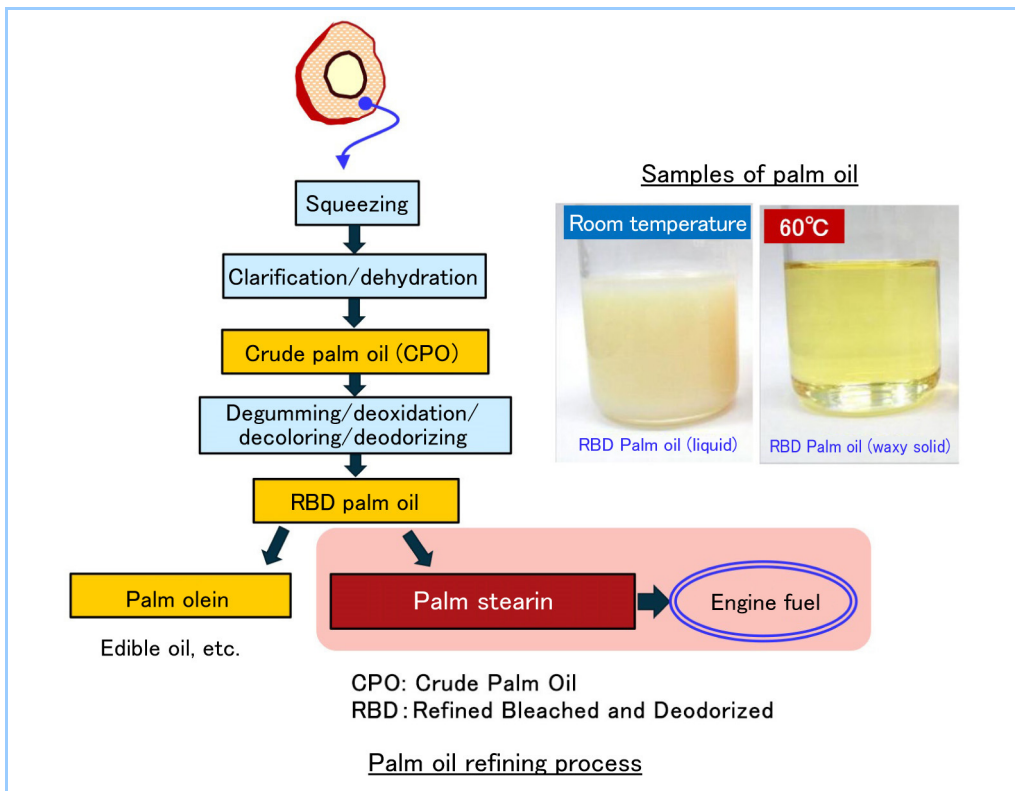 Squeezing
Clarification/dehydration
Crude palm oil (CPO)
Degumming/deoxidation/
decoloring/deodorizing
RBD palm oil
Palm olein
Edible oil, etc.
Palm stearin
Engine fuel
Samples of palm oil
Room temperature
60℃
RBD Palm oil (liquid)
RBD Palm oil (waxy solid)
CPO: Crude Palm Oil
RBD: Refined Bleached and Deodorized
Palm oil refining process